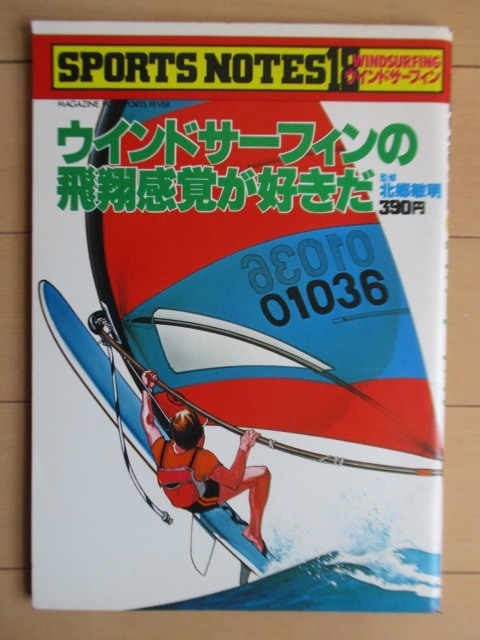 SPORTS NOTES 18
WINDSURFING
ウインド・サーフィン
MAGAZINE FOR SPORTS FEVER
ウインドサーフィンの
飛翔感覚が好きだ
監修
北郷徹明
390円
01036
01036